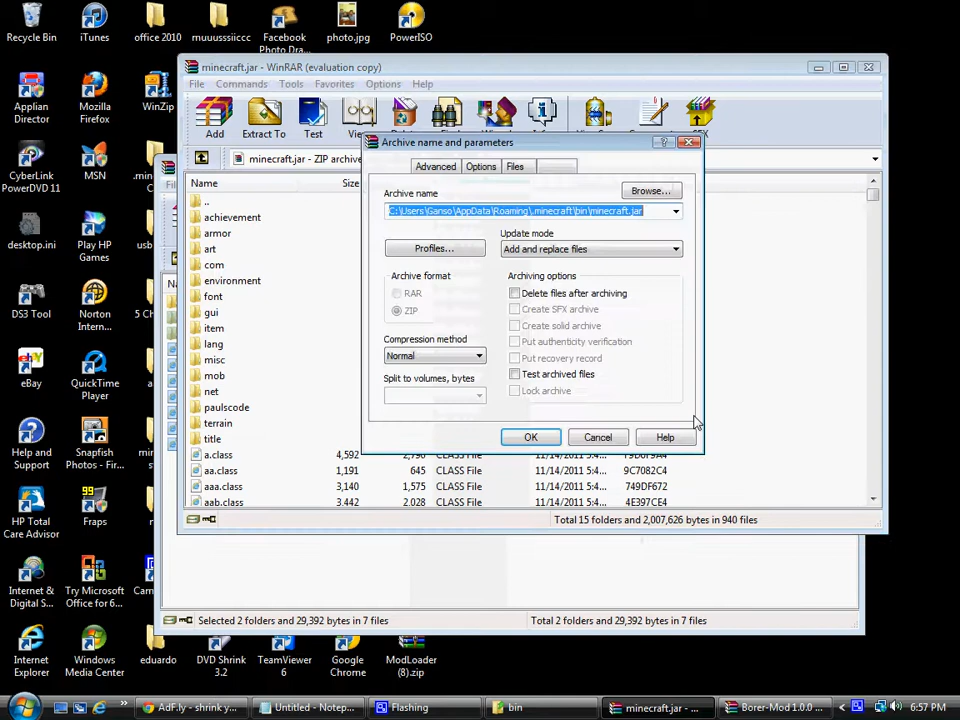 Recycle Bin
iTunes
office 2010
muuusssiiccc
Facebook
Photo Dra...
photo.jpg
PowerISO
minecraft.jar - WinRAR (evaluation copy)
File Commands Tools Favorites Options Help
Applian
Director
Mozilla
Firefox
WinZip
Add
Extract To
Test
minecraft.jar - ZIP archive
Archive name and parameters
Advanced Options Files
Archive name
Browse...
C:\Users\Ganso\AppData\Roaming\.minecraft\bin\minecraft.jar
Update mode
Profiles...
Add and replace files
Archive format
RAR
ZIP
Archiving options
Delete files after archiving
Create SFX archive
Create solid archive
Put authenticity verification
Put recovery record
Test archived files
Lock archive
Compression method
Normal
Split to volumes, bytes
OK
Cancel
Help
CyberLink
PowerDVD 11
MSN
desktop.ini
Play HP
Games
DS3 Tool
Norton
Intern...
eBay
QuickTime
Player
Help and
Support
Snapfish
Photos - Fir...
HP Total
Care Advisor
Fraps
Internet &
Digital S...
Try Microsoft
Office for 6...
Name
Size
..
achievement
armor
art
com
environment
font
gui
item
lang
misc
mob
net
paulscode
terrain
title
a.class 4,592 2,790 CLASS File 11/14/2011 5:4... F9D6F9A4
aa.class 1,191 645 CLASS File 11/14/2011 5:4... 9C7082C4
aaa.class 3,140 1,575 CLASS File 11/14/2011 5:4... 749DF672
aab.class 3,442 2,028 CLASS File 11/14/2011 5:4... 4E397CE4
Total 15 folders and 2,007,626 bytes in 940 files
Selected 2 folders and 29,392 bytes in 7 files
Total 2 folders and 29,392 bytes in 7 files
Internet
Explorer
Windows
Media Center
eduardo
DVD Shrink
3.2
TeamViewer
6
Google
Chrome
ModLoader
(8).zip
AdF.ly - shrink y...
Untitled - Notep...
Flashing
bin
minecraft.jar - ...
Borer-Mod 1.0.0 ...
6:57 PM